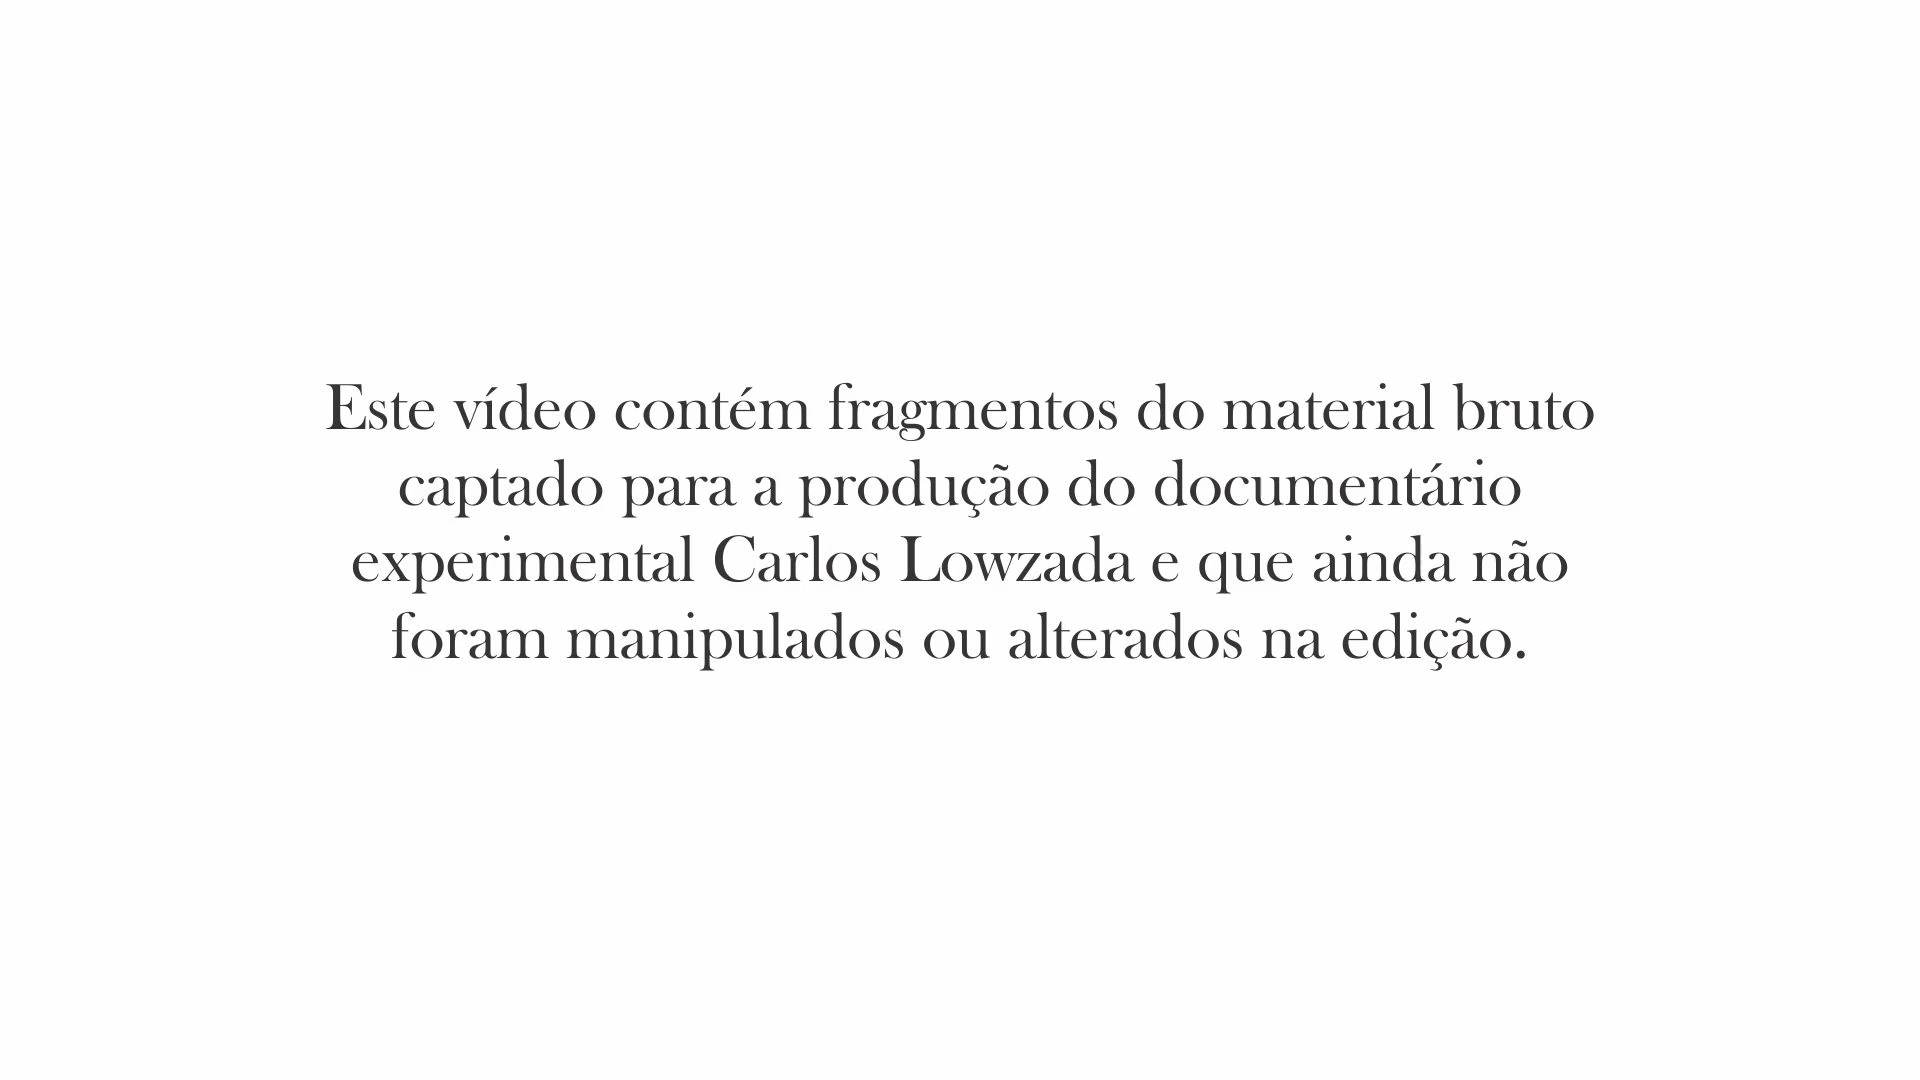 Este vídeo contém fragmentos do material bruto
captado para a produção do documentário
experimental Carlos Lowzada e que ainda não
foram manipulados ou alterados na edição.